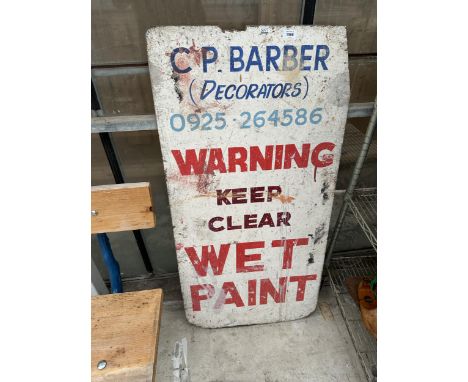 C P. BARBER
(DECORATORS)
0925 · 264586
WARNING
KEEP
CLEAR
WET
PAINT